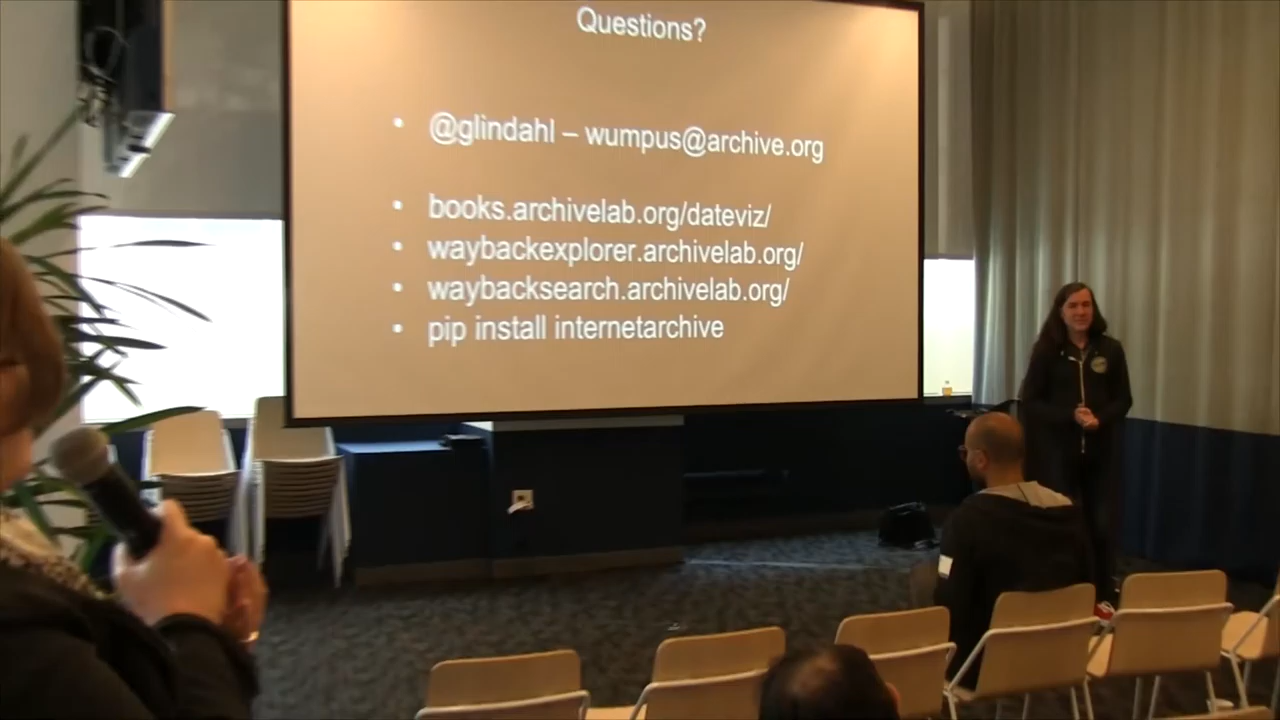 Questions?
• @glindahl – wumpus@archive.org
• books.archivelab.org/dateviz/
• waybackexplorer.archivelab.org/
• waybacksearch.archivelab.org/
• pip install internetarchive